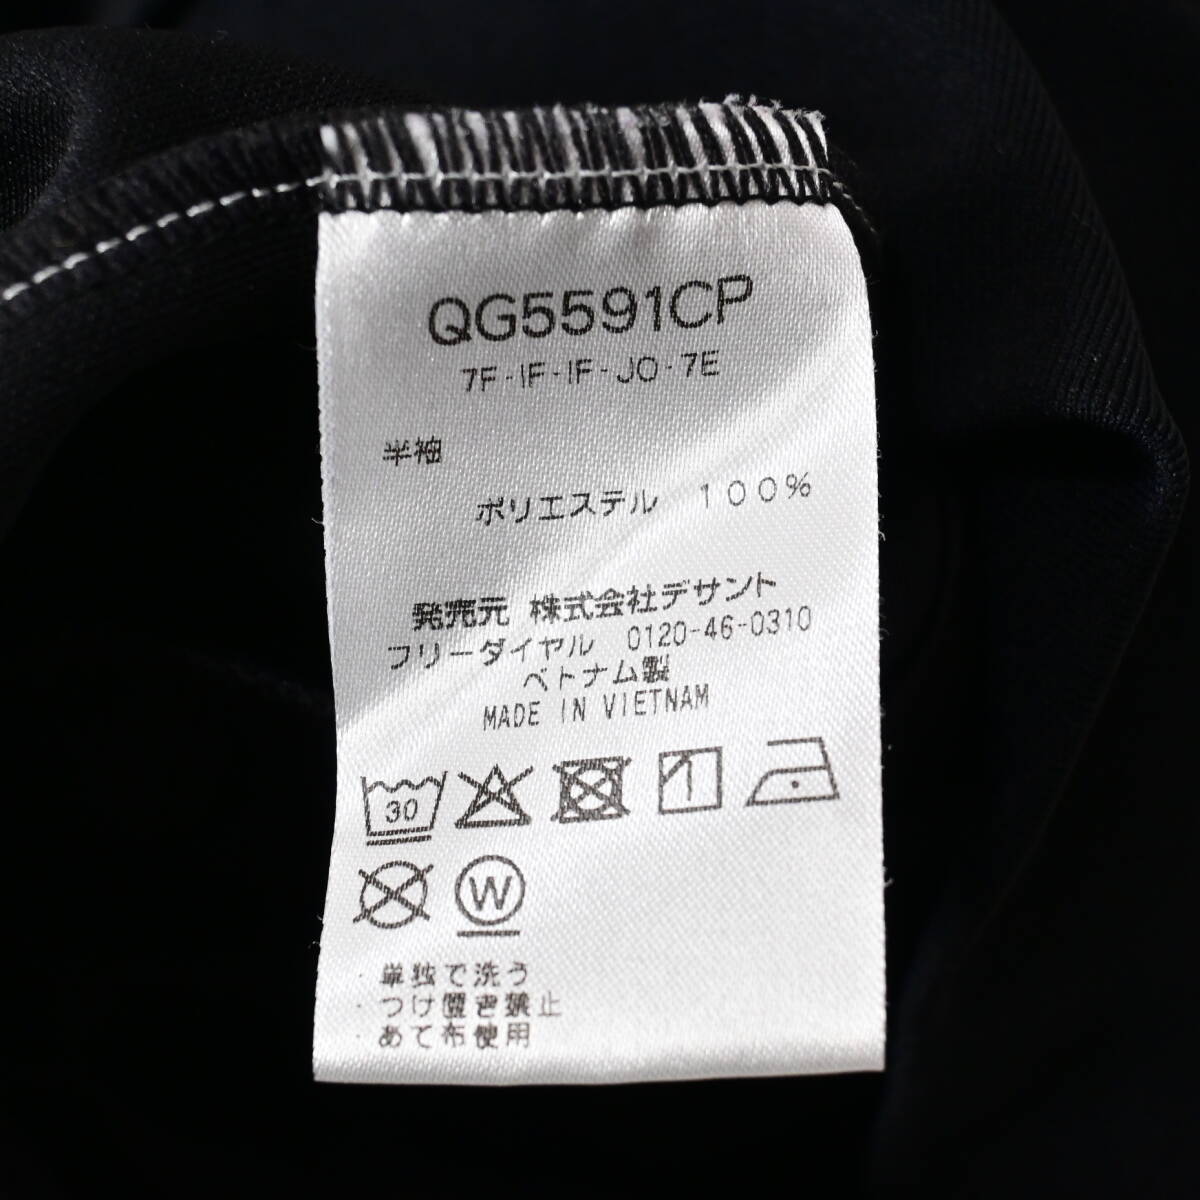 QG5591CP
7F-IF-IF-JO-7E
半袖
ポリエステル 100%
発売元 株式会社デサント
フリーダイヤル 0120-46-0310
ベトナム製
MADE IN VIETNAM
30 1
W
・単独で洗う
・つけ置き禁止
・あて布使用